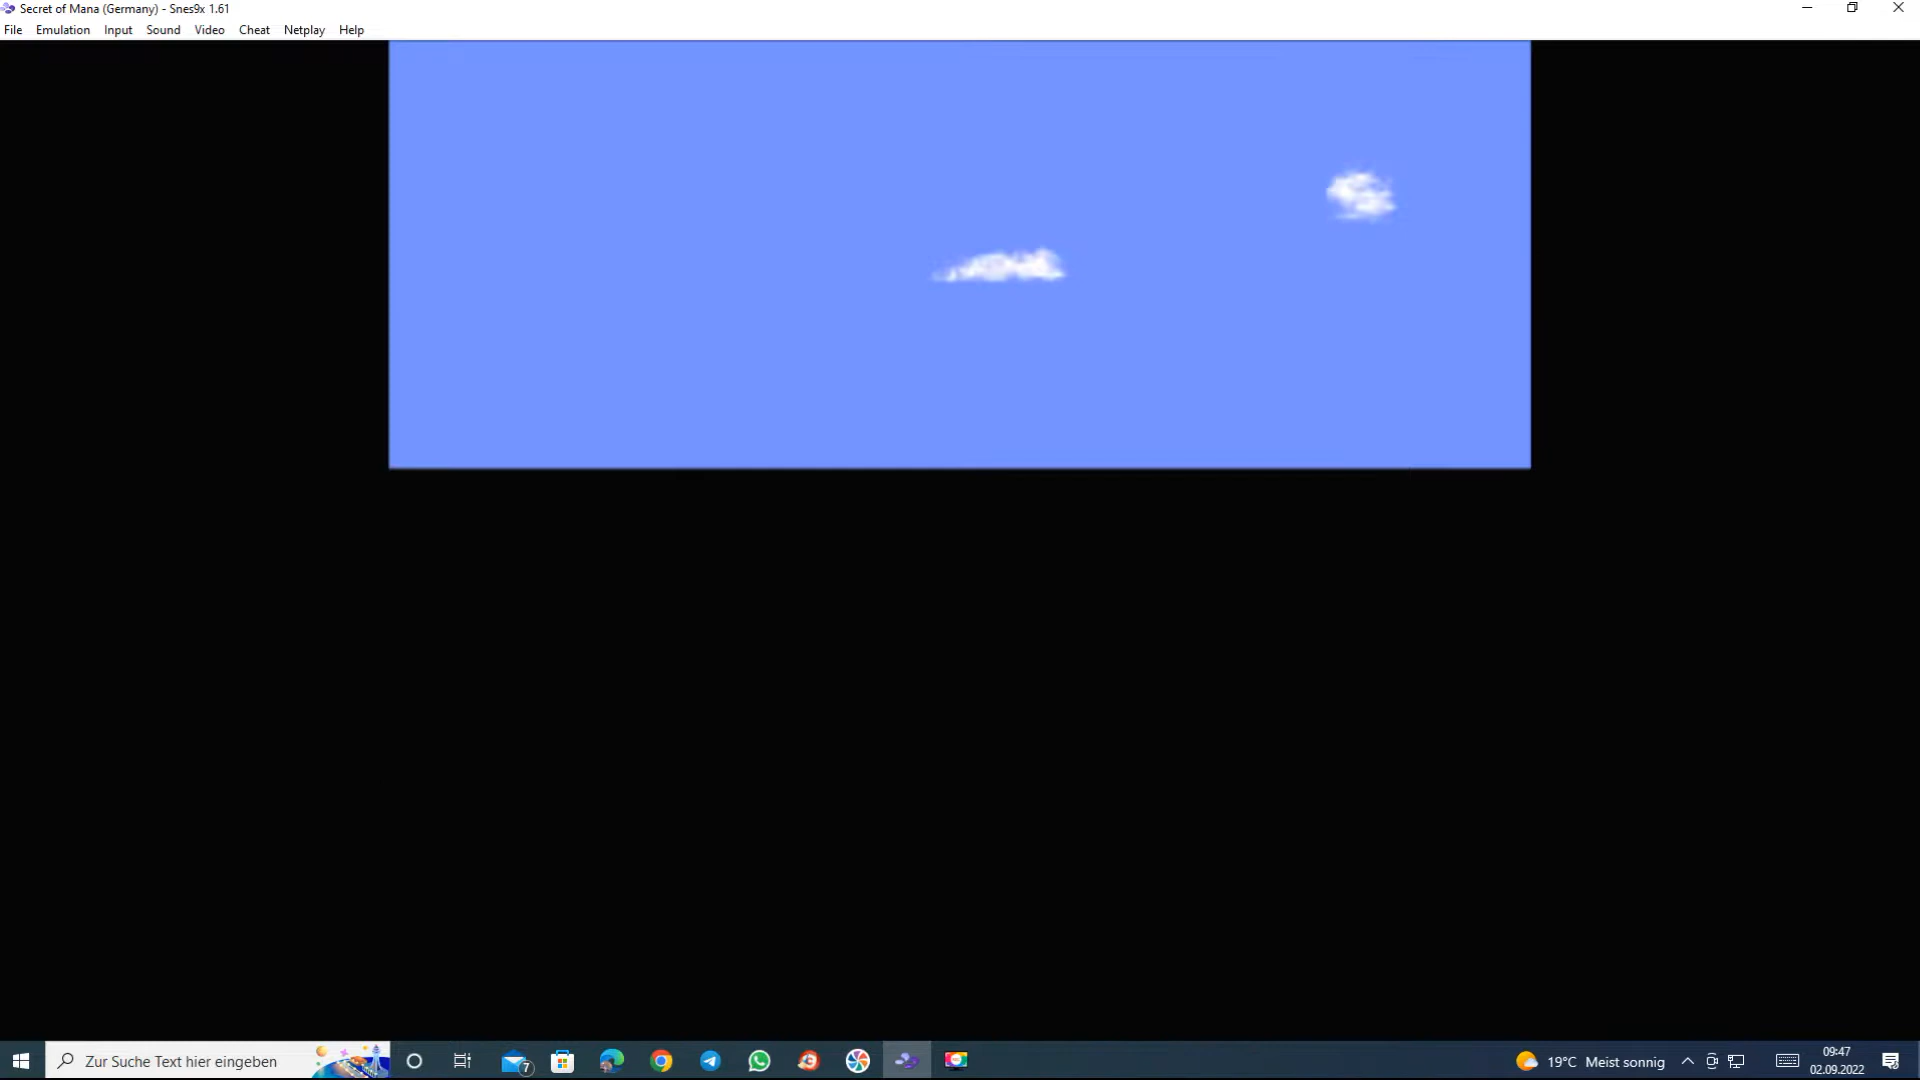 Secret of Mana (Germany) - Snes9x 1.61
File Emulation Input Sound Video Cheat Netplay Help
Zur Suche Text hier eingeben
7
19°C Meist sonnig
09:47
02.09.2022